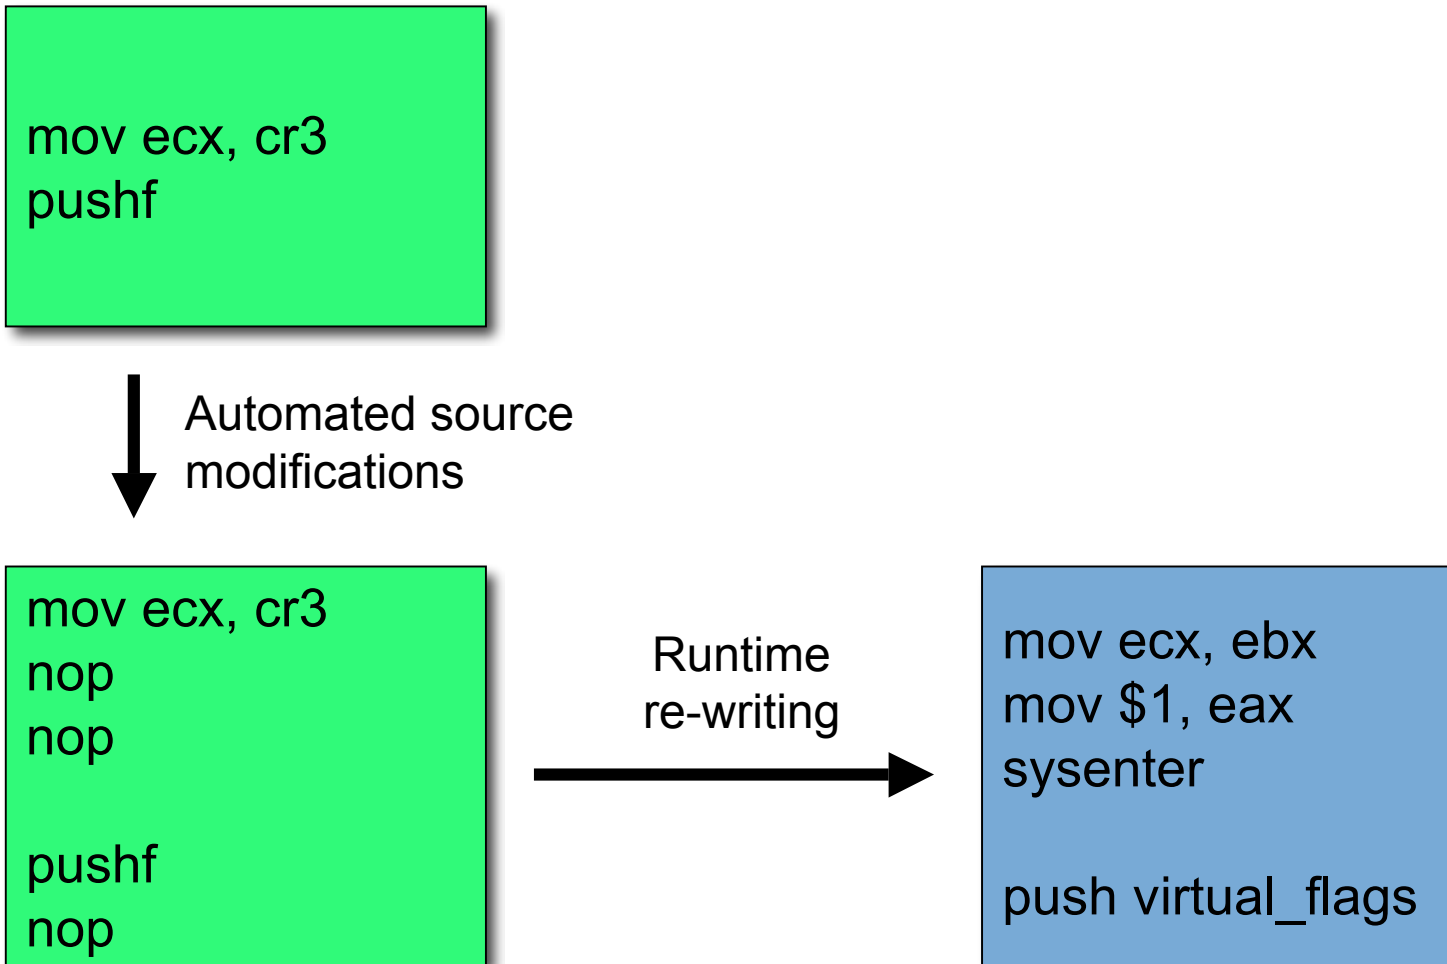 mov ecx, cr3
pushf
Automated source
modifications
mov ecx, cr3
nop
nop
pushf
nop
Runtime
re-writing
mov ecx, ebx
mov $1, eax
sysenter
push virtual_flags